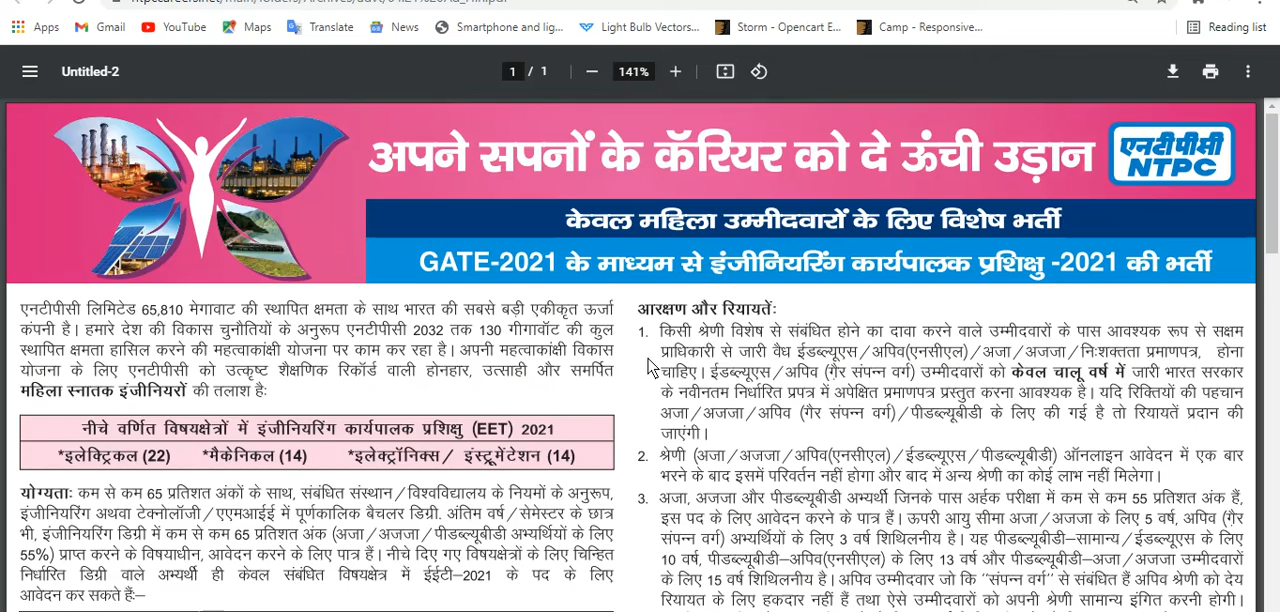 Apps
Gmail
YouTube
Maps
Translate
News
Smartphone and lig...
Light Bulb Vectors...
Storm - Opencart E...
Camp - Responsive...
Reading list
Untitled-2
1 / 1
141%
अपने सपनों के कॅरियर को दे ऊंची उड़ान
एनटीपीसी
NTPC
केवल महिला उम्मीदवारों के लिए विशेष भर्ती
GATE-2021 के माध्यम से इंजीनियरिंग कार्यपालक प्रशिक्षु -2021 की भर्ती
एनटीपीसी लिमिटेड 65,810 मेगावाट की स्थापित क्षमता के साथ भारत की सबसे बड़ी एकीकृत ऊर्जा
कंपनी है। हमारे देश की विकास चुनौतियों के अनुरूप एनटीपीसी 2032 तक 130 गीगावॉट की कुल
स्थापित क्षमता हासिल करने की महत्वाकांक्षी योजना पर काम कर रहा है। अपनी महत्वाकांक्षी विकास
योजना के लिए एनटीपीसी को उत्कृष्ट शैक्षणिक रिकॉर्ड वाली होनहार, उत्साही और समर्पित
महिला स्नातक इंजीनियरों की तलाश है:
नीचे वर्णित विषयक्षेत्रों में इंजीनियरिंग कार्यपालक प्रशिक्षु (EET) 2021
*इलेक्ट्रिकल (22) *मैकेनिकल (14) *इलेक्ट्रॉनिक्स/ इंस्ट्रूमेंटेशन (14)
योग्यताः कम से कम 65 प्रतिशत अंकों के साथ, संबंधित संस्थान/विश्वविद्यालय के नियमों के अनुरूप,
इंजीनियरिंग अथवा टेक्नोलॉजी/एएमआईई में पूर्णकालिक बैचलर डिग्री. अंतिम वर्ष/सेमेस्टर के छात्र
भी, इंजीनियरिंग डिग्री में कम से कम 65 प्रतिशत अंक (अजा/अजजा/पीडब्ल्यूबीडी अभ्यर्थियों के लिए
55%) प्राप्त करने के विषयाधीन, आवेदन करने के लिए पात्र हैं। नीचे दिए गए विषयक्षेत्रों के लिए चिन्हित
निर्धारित डिग्री वाले अभ्यर्थी ही केवल संबंधित विषयक्षेत्र में ईईटी–2021 के पद के लिए
आवेदन कर सकते हैं:–
आरक्षण और रियायतें:
1. किसी श्रेणी विशेष से संबंधित होने का दावा करने वाले उम्मीदवारों के पास आवश्यक रूप से सक्षम
प्राधिकारी से जारी वैध ईडब्ल्यूएस/अपिव(एनसीएल)/अजा/अजजा/निःशक्तता प्रमाणपत्र, होना
चाहिए। ईडब्ल्यूएस/अपिव (गै़र संपन्न वर्ग) उम्मीदवारों को केवल चालू वर्ष में जारी भारत सरकार
के नवीनतम निर्धारित प्रपत्र में अपेक्षित प्रमाणपत्र प्रस्तुत करना आवश्यक है। यदि रिक्तियों की पहचान
अजा/अजजा/अपिव (गैर संपन्न वर्ग)/पीडब्ल्यूबीडी के लिए की गई है तो रियायतें प्रदान की
जाएंगी।
2. श्रेणी (अजा/अजजा/अपिव(एनसीएल)/ईडब्ल्यूएस/पीडब्ल्यूबीडी) ऑनलाइन आवेदन में एक बार
भरने के बाद इसमें परिवर्तन नहीं होगा और बाद में अन्य श्रेणी का कोई लाभ नहीं मिलेगा।
3. अजा, अजजा और पीडब्ल्यूबीडी अभ्यर्थी जिनके पास अर्हक परीक्षा में कम से कम 55 प्रतिशत अंक हैं,
इस पद के लिए आवेदन करने के पात्र हैं। ऊपरी आयु सीमा अजा/अजजा के लिए 5 वर्ष, अपिव (गै़र
संपन्न वर्ग) अभ्यर्थियों के लिए 3 वर्ष शिथिलनीय है। यह पीडब्ल्यूबीडी–सामान्य/ईडब्ल्यूएस के लिए
10 वर्ष, पीडब्ल्यूबीडी–अपिव(एनसीएल) के लिए 13 वर्ष और पीडब्ल्यूबीडी–अजा/अजजा उम्मीदवारों
के लिए 15 वर्ष शिथिलनीय है। अपिव उम्मीदवार जो कि "संपन्न वर्ग" से संबंधित हैं अपिव श्रेणी को देय
रियायत के लिए हकदार नहीं हैं तथा ऐसे उम्मीदवारों को अपनी श्रेणी सामान्य इंगित करनी होगी।